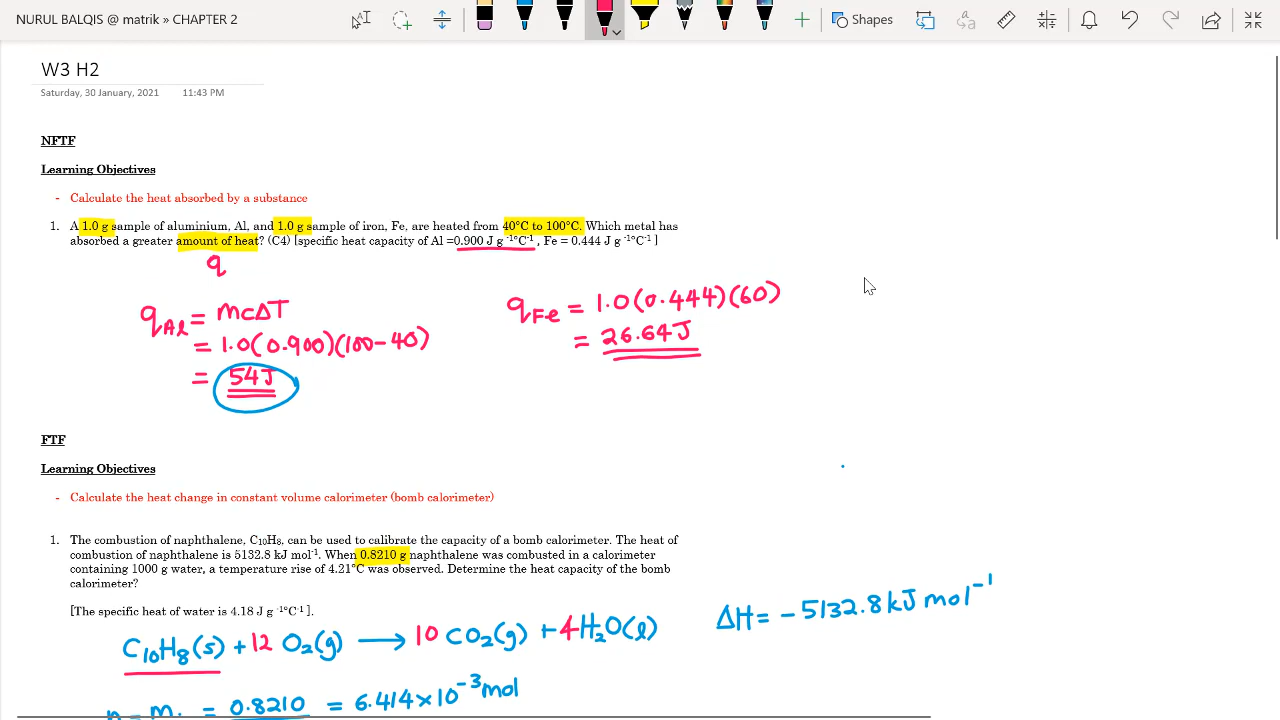 NURUL BALQIS @ matrik » CHAPTER 2
Shapes
W3 H2
Saturday, 30 January, 2021 11:43 PM
NFTF
Learning Objectives
- Calculate the heat absorbed by a substance
1. A 1.0 g sample of aluminium, Al, and 1.0 g sample of iron, Fe, are heated from 40°C to 100°C. Which metal has
absorbed a greater amount of heat? (C4) [specific heat capacity of Al =0.900 J g⁻¹°C⁻¹ , Fe = 0.444 J g⁻¹°C⁻¹ ]
q
q_Al = mcΔT
= 1.0(0.900)(100-40)
= 54J
q_Fe = 1.0(0.444)(60)
= 26.64J
FTF
Learning Objectives
- Calculate the heat change in constant volume calorimeter (bomb calorimeter)
1. The combustion of naphthalene, C₁₀H₈, can be used to calibrate the capacity of a bomb calorimeter. The heat of
combustion of naphthalene is 5132.8 kJ mol⁻¹. When 0.8210 g naphthalene was combusted in a calorimeter
containing 1000 g water, a temperature rise of 4.21°C was observed. Determine the heat capacity of the bomb
calorimeter?
[The specific heat of water is 4.18 J g⁻¹°C⁻¹ ].
C₁₀H₈(s) + 12 O₂(g) → 10 CO₂(g) + 4H₂O(l)
ΔH = -5132.8 kJ mol⁻¹
n = m = 0.8210 = 6.414×10⁻³ mol